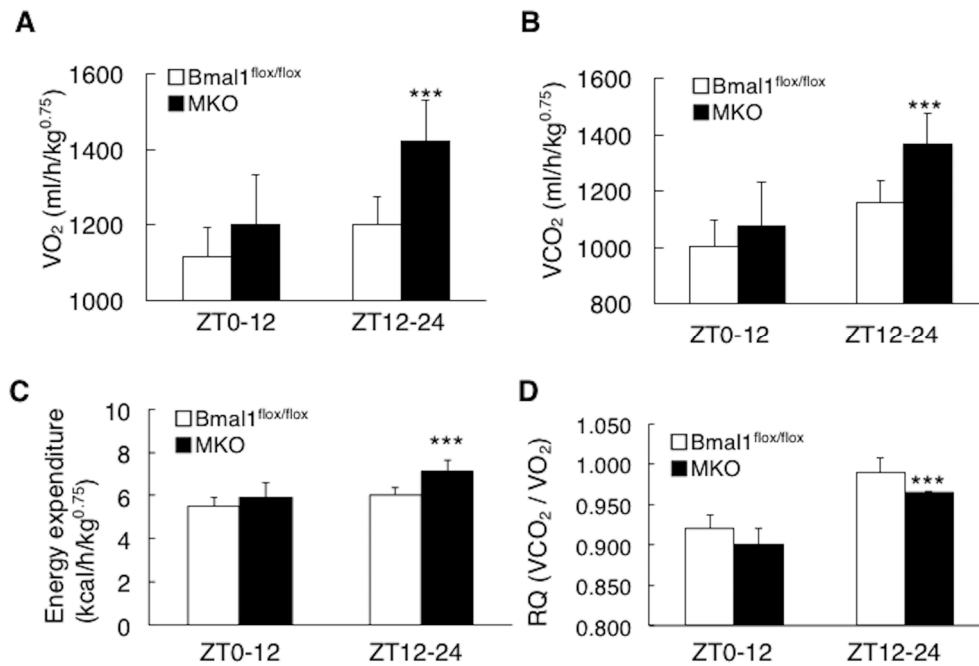 A
VO₂ (ml/h/kg⁰·⁷⁵)
1600
1400
1200
1000
Bmal1flox/flox
MKO
***
ZT0-12
ZT12-24
B
VCO₂ (ml/h/kg⁰·⁷⁵)
1600
1400
1200
1000
800
Bmal1flox/flox
MKO
***
ZT0-12
ZT12-24
C
Energy expenditure
(kcal/h/kg⁰·⁷⁵)
10
8
6
4
2
0
Bmal1flox/flox
MKO
***
ZT0-12
ZT12-24
D
RQ (VCO₂ / VO₂)
1.050
1.000
0.950
0.900
0.850
0.800
Bmal1flox/flox
MKO
***
ZT0-12
ZT12-24